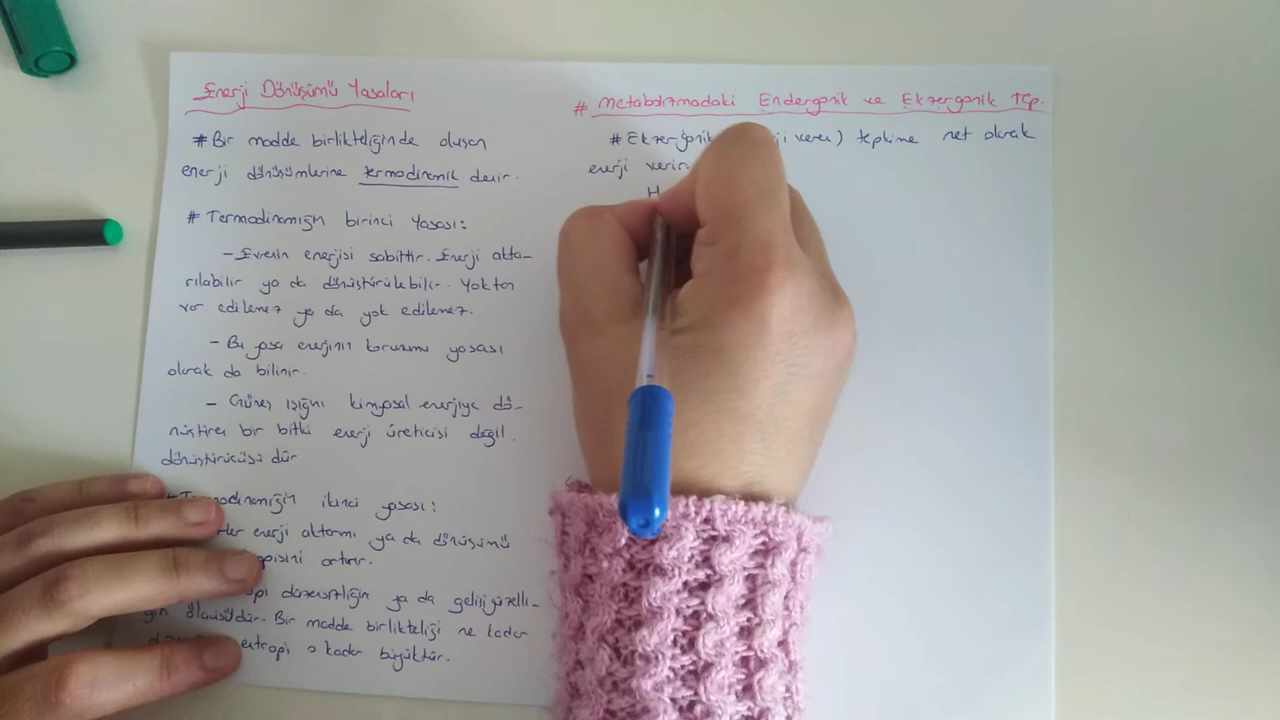 Enerji Dönüşümü Yasaları
# Bir madde birlikteliğinde oluşan
enerji dönüşümlerine termodinamik denir.
# Termodinamiğin birinci Yasası:
- Evrenin enerjisi sabittir. Enerji akta-
rılabilir ya da dönüştürülebilir. Yoktan
var edilemez ya da yok edilemez.
- Bu yasa enerjinin korunumu yasası
olarak da bilinir.
- Güneş ışığını kimyasal enerjiye dö-
nüştüren bir bitki enerji üreticisi değil,
dönüştürücüsü dür
# Termodinamiğin ikinci yasası:
enerji aktarımı ya da dönüşümü
artırır.
düzensizliğin ya da gelişigüzelli-
ğin ölçüsüdür. Bir madde birlikteliği ne kadar
entropi o kadar büyüktür.
# Metabolizmadaki Endergonik ve Ekzergonik Tep.
# Ekzergonik veren) tepkime net olarak
enerji
H